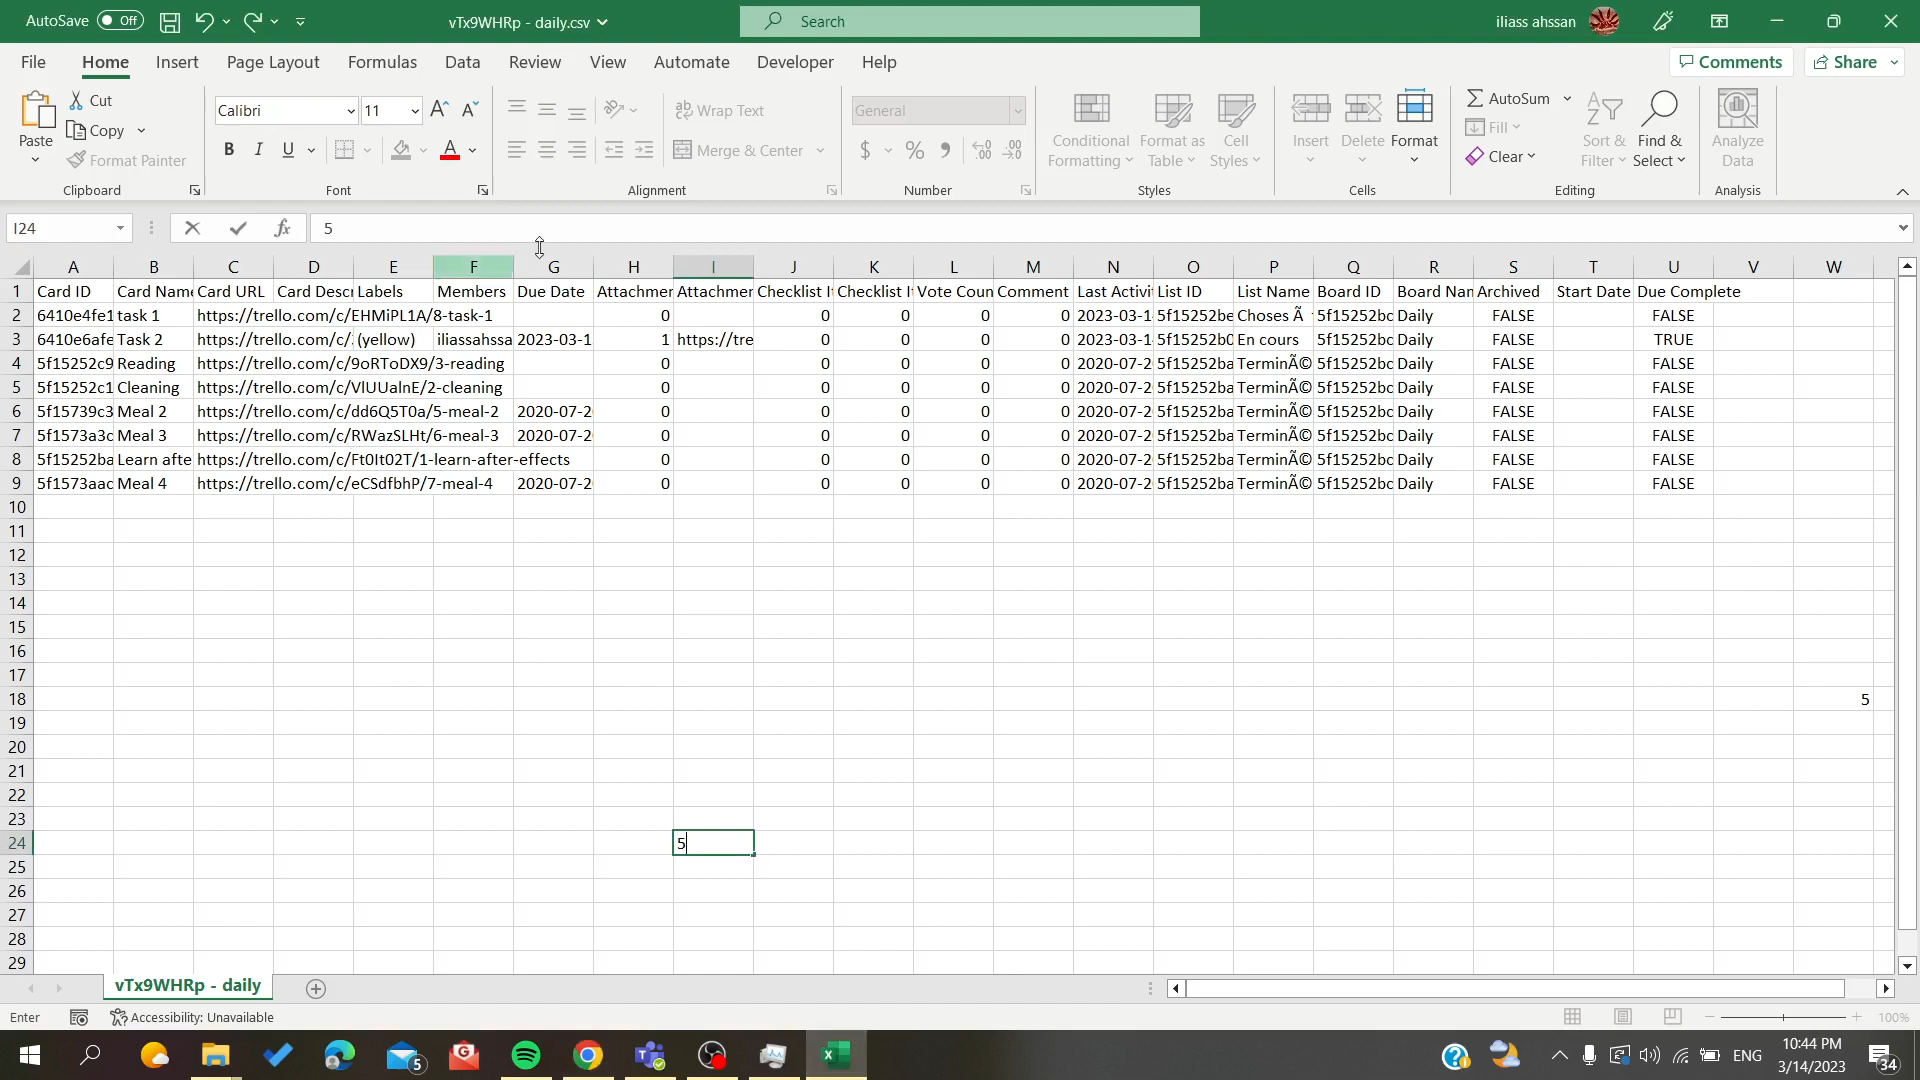 AutoSave Off vTx9WHRp - daily.csv Search iliass ahssan
File Home Insert Page Layout Formulas Data Review View Automate Developer Help Comments Share
Paste Cut Copy Format Painter Clipboard
Calibri 11 B I U A Font
Wrap Text Merge & Center Alignment
General $ % Number
Conditional Formatting Format as Table Cell Styles Styles
Insert Delete Format Cells
AutoSum Fill Clear Sort & Filter Find & Select Editing
Analyze Data Analysis
I24 fx 5
A B C D E F G H I J K L M N O P Q R S T U V W
1 Card ID Card Name Card URL Card Descr Labels Members Due Date Attachmer Attachmer Checklist It Checklist It Vote Coun Comment Last Activit List ID List Name Board ID Board Nam Archived Start Date Due Complete
2 6410e4fe1 task 1 https://trello.com/c/EHMiPL1A/8-task-1 0 0 0 0 0 2023-03-1 5f15252be Choses Ã 5f15252bc Daily FALSE FALSE
3 6410e6afe Task 2 https://trello.com/c/ (yellow) iliassahssa 2023-03-1 1 https://tre 0 0 0 0 2023-03-1 5f15252b0 En cours 5f15252bc Daily FALSE TRUE
4 5f15252c9 Reading https://trello.com/c/9oRToDX9/3-reading 0 0 0 0 0 2020-07-2 5f15252ba TerminÃ© 5f15252bc Daily FALSE FALSE
5 5f15252c1 Cleaning https://trello.com/c/VlUUalnE/2-cleaning 0 0 0 0 0 2020-07-2 5f15252ba TerminÃ© 5f15252bc Daily FALSE FALSE
6 5f15739c3 Meal 2 https://trello.com/c/dd6Q5T0a/5-meal-2 2020-07-2 0 0 0 0 0 2020-07-2 5f15252ba TerminÃ© 5f15252bc Daily FALSE FALSE
7 5f1573a3c Meal 3 https://trello.com/c/RWazSLHt/6-meal-3 2020-07-2 0 0 0 0 0 2020-07-2 5f15252ba TerminÃ© 5f15252bc Daily FALSE FALSE
8 5f15252ba Learn afte https://trello.com/c/Ft0It02T/1-learn-after-effects 0 0 0 0 0 2020-07-2 5f15252ba TerminÃ© 5f15252bc Daily FALSE FALSE
9 5f1573aac Meal 4 https://trello.com/c/eCSdfbhP/7-meal-4 2020-07-2 0 0 0 0 0 2020-07-2 5f15252ba TerminÃ© 5f15252bc Daily FALSE FALSE
10
11
12
13
14
15
16
17
18 5
19
20
21
22
23
24 5
25
26
27
28
29
vTx9WHRp - daily
Enter Accessibility: Unavailable 100%
5 ENG 10:44 PM 3/14/2023 34